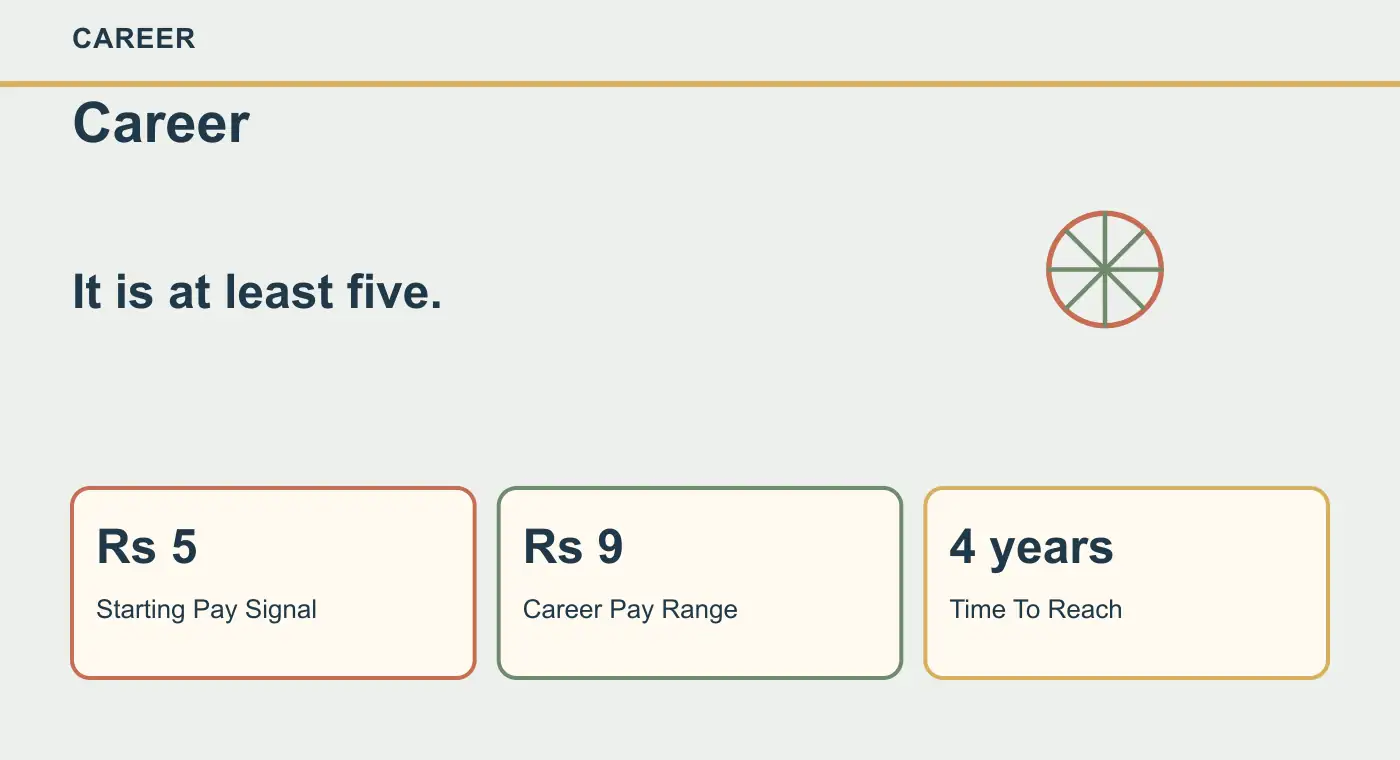 CAREER
Career
It is at least five.
Rs 5
Starting Pay Signal
Rs 9
Career Pay Range
4 years
Time To Reach